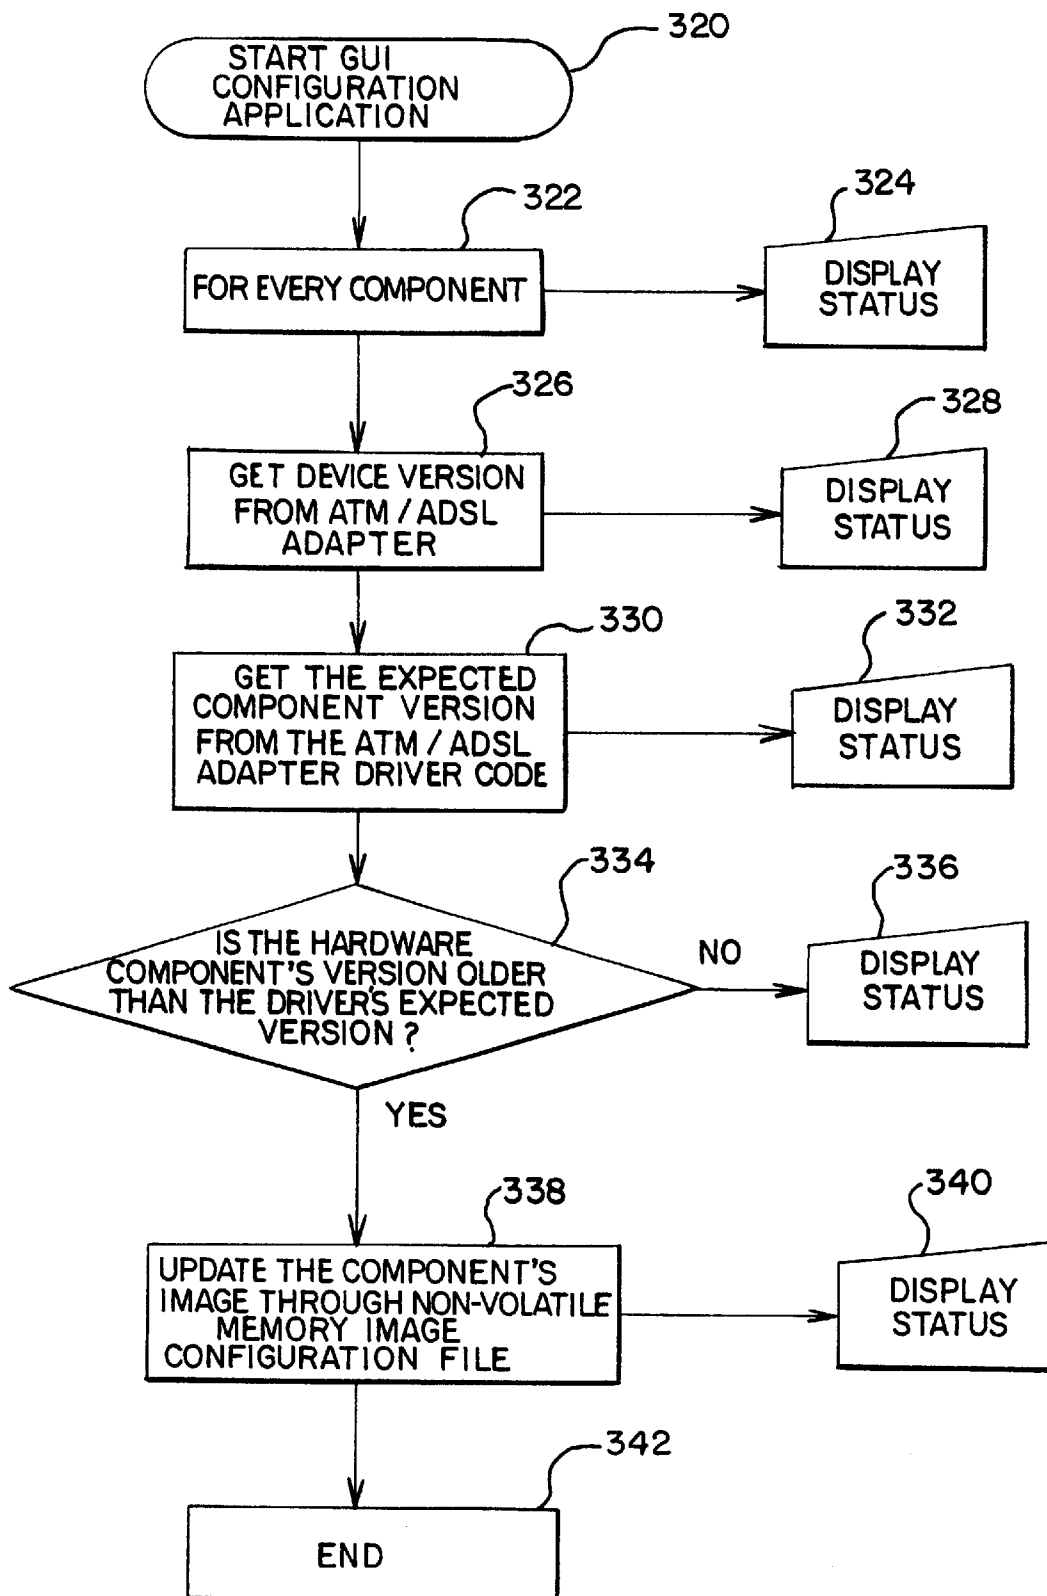 320
START GUI
CONFIGURATION
APPLICATION
322
324
FOR EVERY COMPONENT
DISPLAY
STATUS
326
328
GET DEVICE VERSION
FROM ATM / ADSL
ADAPTER
DISPLAY
STATUS
330
332
GET THE EXPECTED
COMPONENT VERSION
FROM THE ATM / ADSL
ADAPTER DRIVER CODE
DISPLAY
STATUS
334
336
IS THE HARDWARE
COMPONENT'S VERSION OLDER
THAN THE DRIVER'S EXPECTED
VERSION ?
NO
DISPLAY
STATUS
YES
338
340
UPDATE THE COMPONENT'S
IMAGE THROUGH NON-VOLATILE
MEMORY IMAGE
CONFIGURATION FILE
DISPLAY
STATUS
342
END